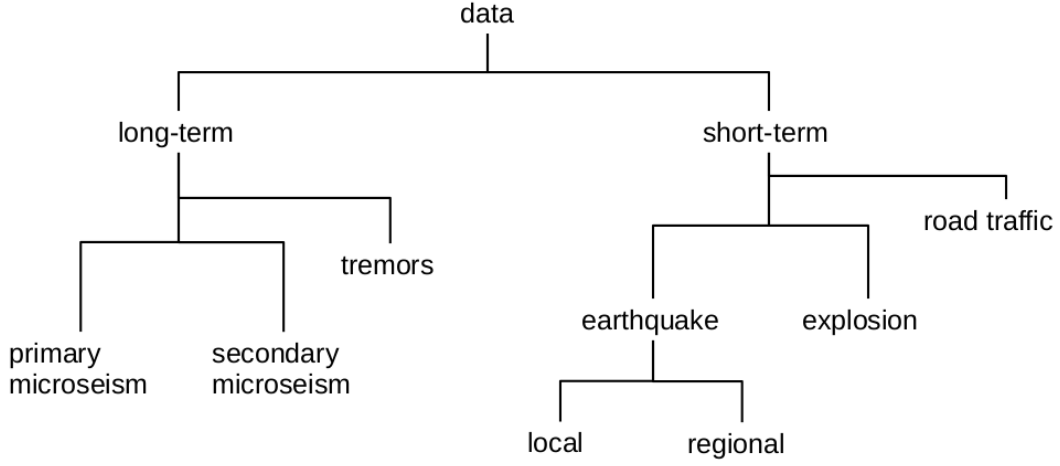 data
long-term
short-term
road traffic
tremors
earthquake
explosion
primary
microseism
secondary
microseism
local
regional